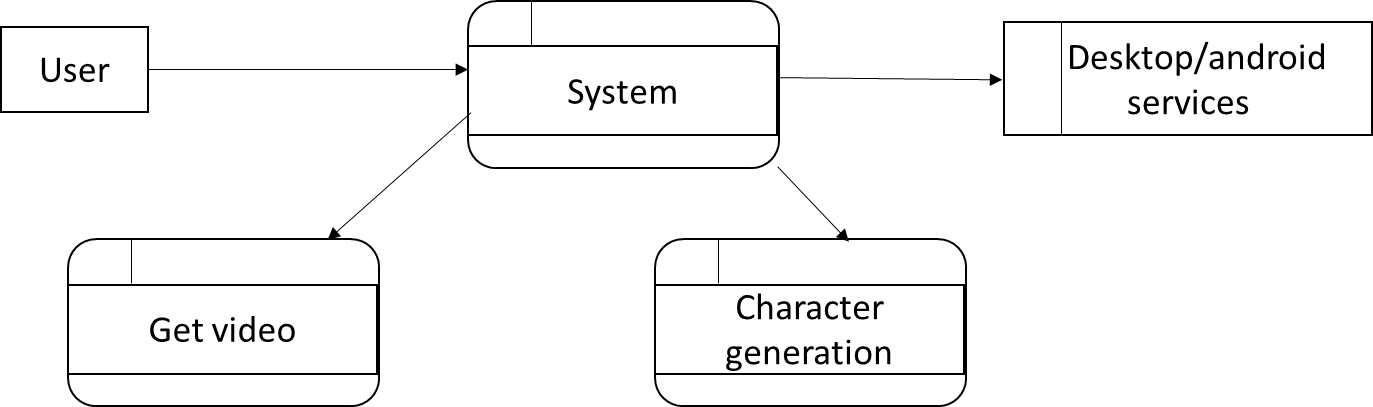 User
System
Desktop/android
services
Get video
Character
generation